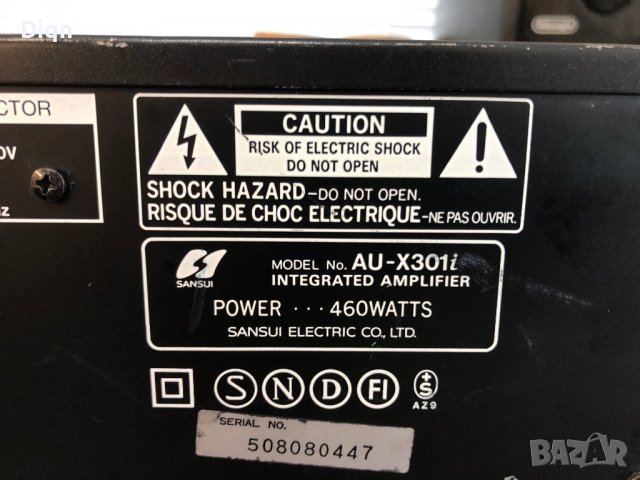 Dign
CTOR
0V
z
CAUTION
RISK OF ELECTRIC SHOCK
DO NOT OPEN
SHOCK HAZARD–DO NOT OPEN.
RISQUE DE CHOC ELECTRIQUE–NE PAS OUVRIR.
SANSUI
MODEL No. AU-X301i
INTEGRATED AMPLIFIER
POWER ··· 460WATTS
SANSUI ELECTRIC CO., LTD.
S N D FI +S
AZ9
SERIAL NO.
508080447
BAZAR